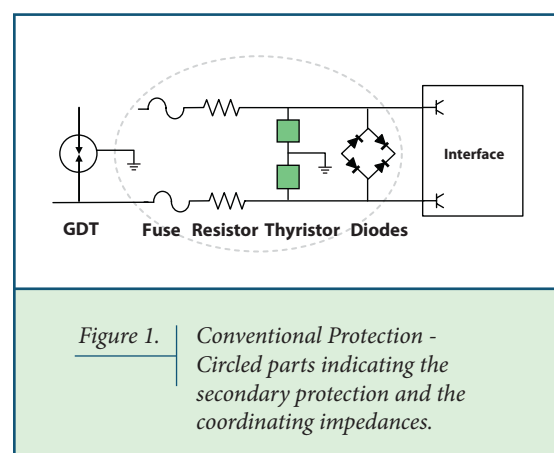 Interface
GDT Fuse Resistor Thyristor Diodes
Figure 1.
Conventional Protection -
Circled parts indicating the
secondary protection and the
coordinating impedances.